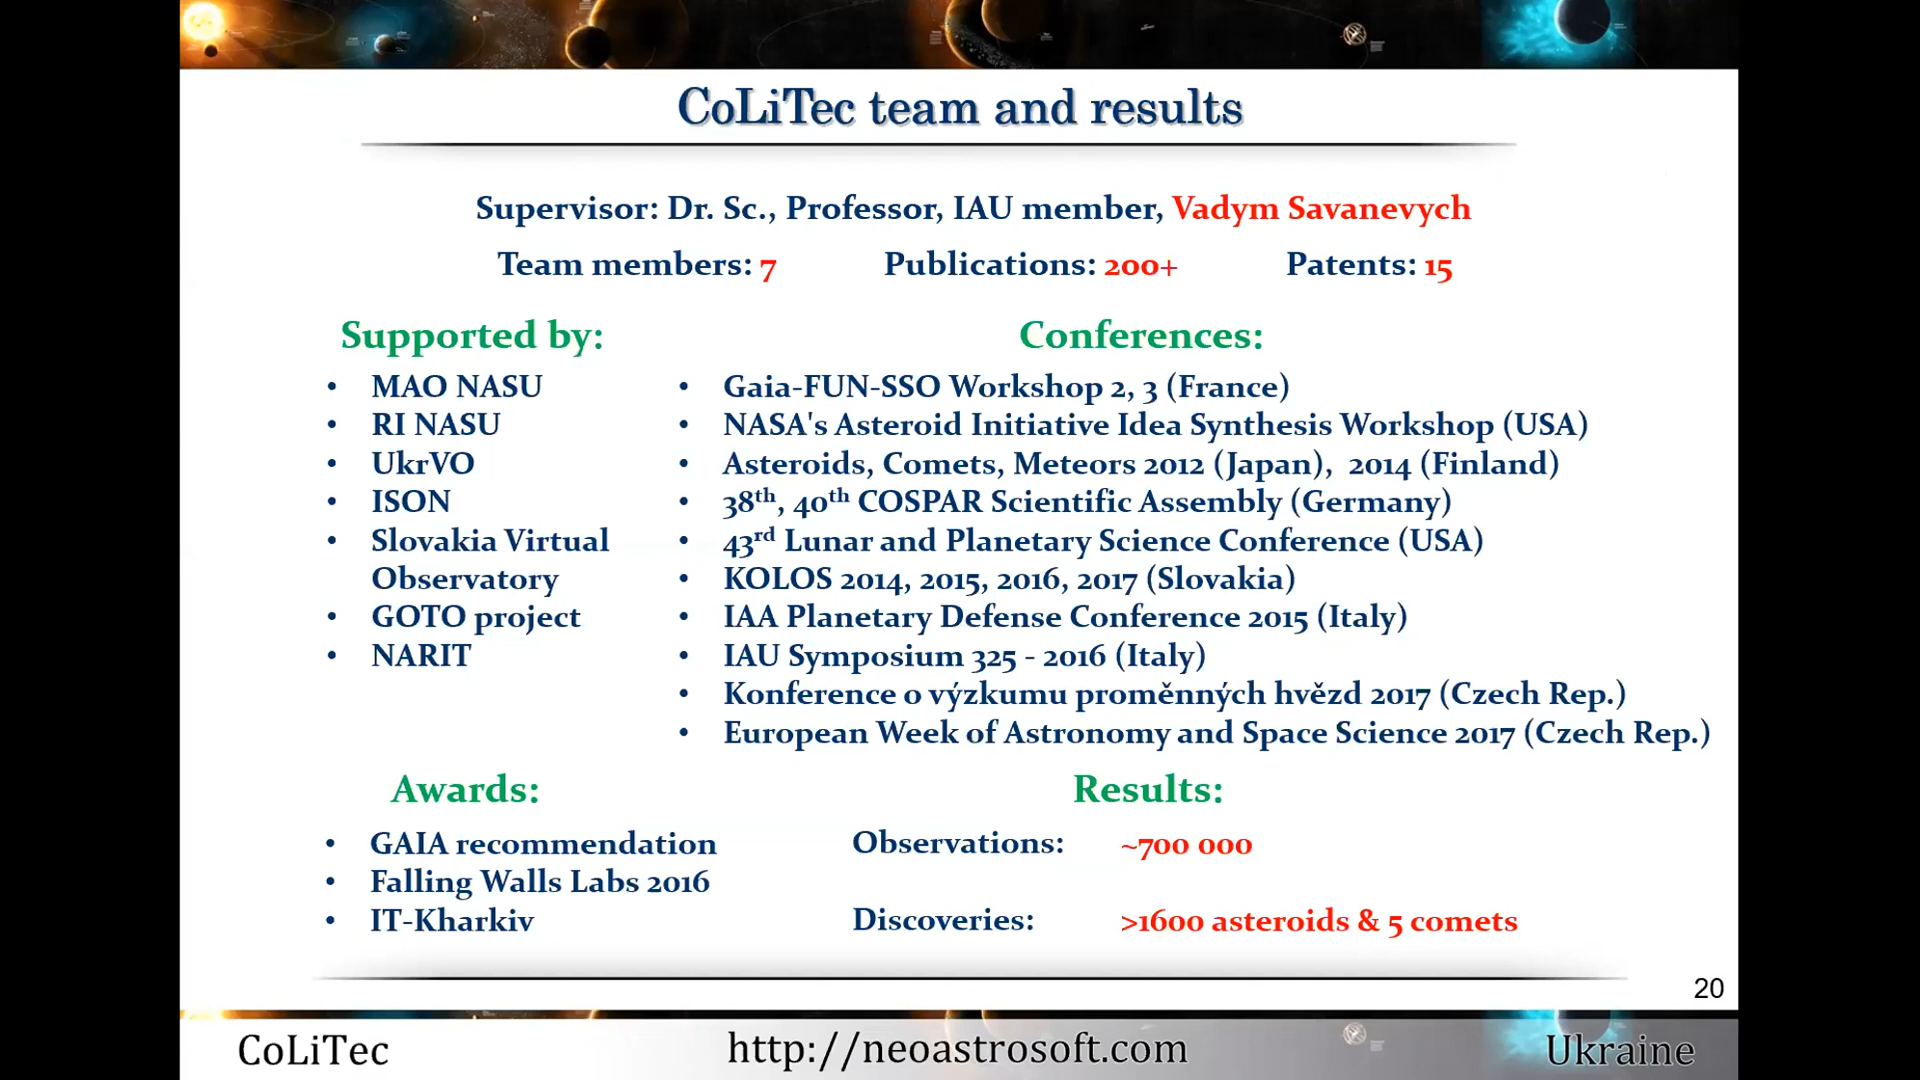 CoLiTec team and results
Supervisor: Dr. Sc., Professor, IAU member, Vadym Savanevych
Team members: 7 Publications: 200+ Patents: 15
Supported by:
• MAO NASU
• RI NASU
• UkrVO
• ISON
• Slovakia Virtual
Observatory
• GOTO project
• NARIT
Conferences:
• Gaia-FUN-SSO Workshop 2, 3 (France)
• NASA's Asteroid Initiative Idea Synthesis Workshop (USA)
• Asteroids, Comets, Meteors 2012 (Japan), 2014 (Finland)
• 38th, 40th COSPAR Scientific Assembly (Germany)
• 43rd Lunar and Planetary Science Conference (USA)
• KOLOS 2014, 2015, 2016, 2017 (Slovakia)
• IAA Planetary Defense Conference 2015 (Italy)
• IAU Symposium 325 - 2016 (Italy)
• Konference o výzkumu proměnných hvězd 2017 (Czech Rep.)
• European Week of Astronomy and Space Science 2017 (Czech Rep.)
Awards:
• GAIA recommendation
• Falling Walls Labs 2016
• IT-Kharkiv
Results:
Observations: ~700 000
Discoveries: >1600 asteroids & 5 comets
20
CoLiTec http://neoastrosoft.com Ukraine